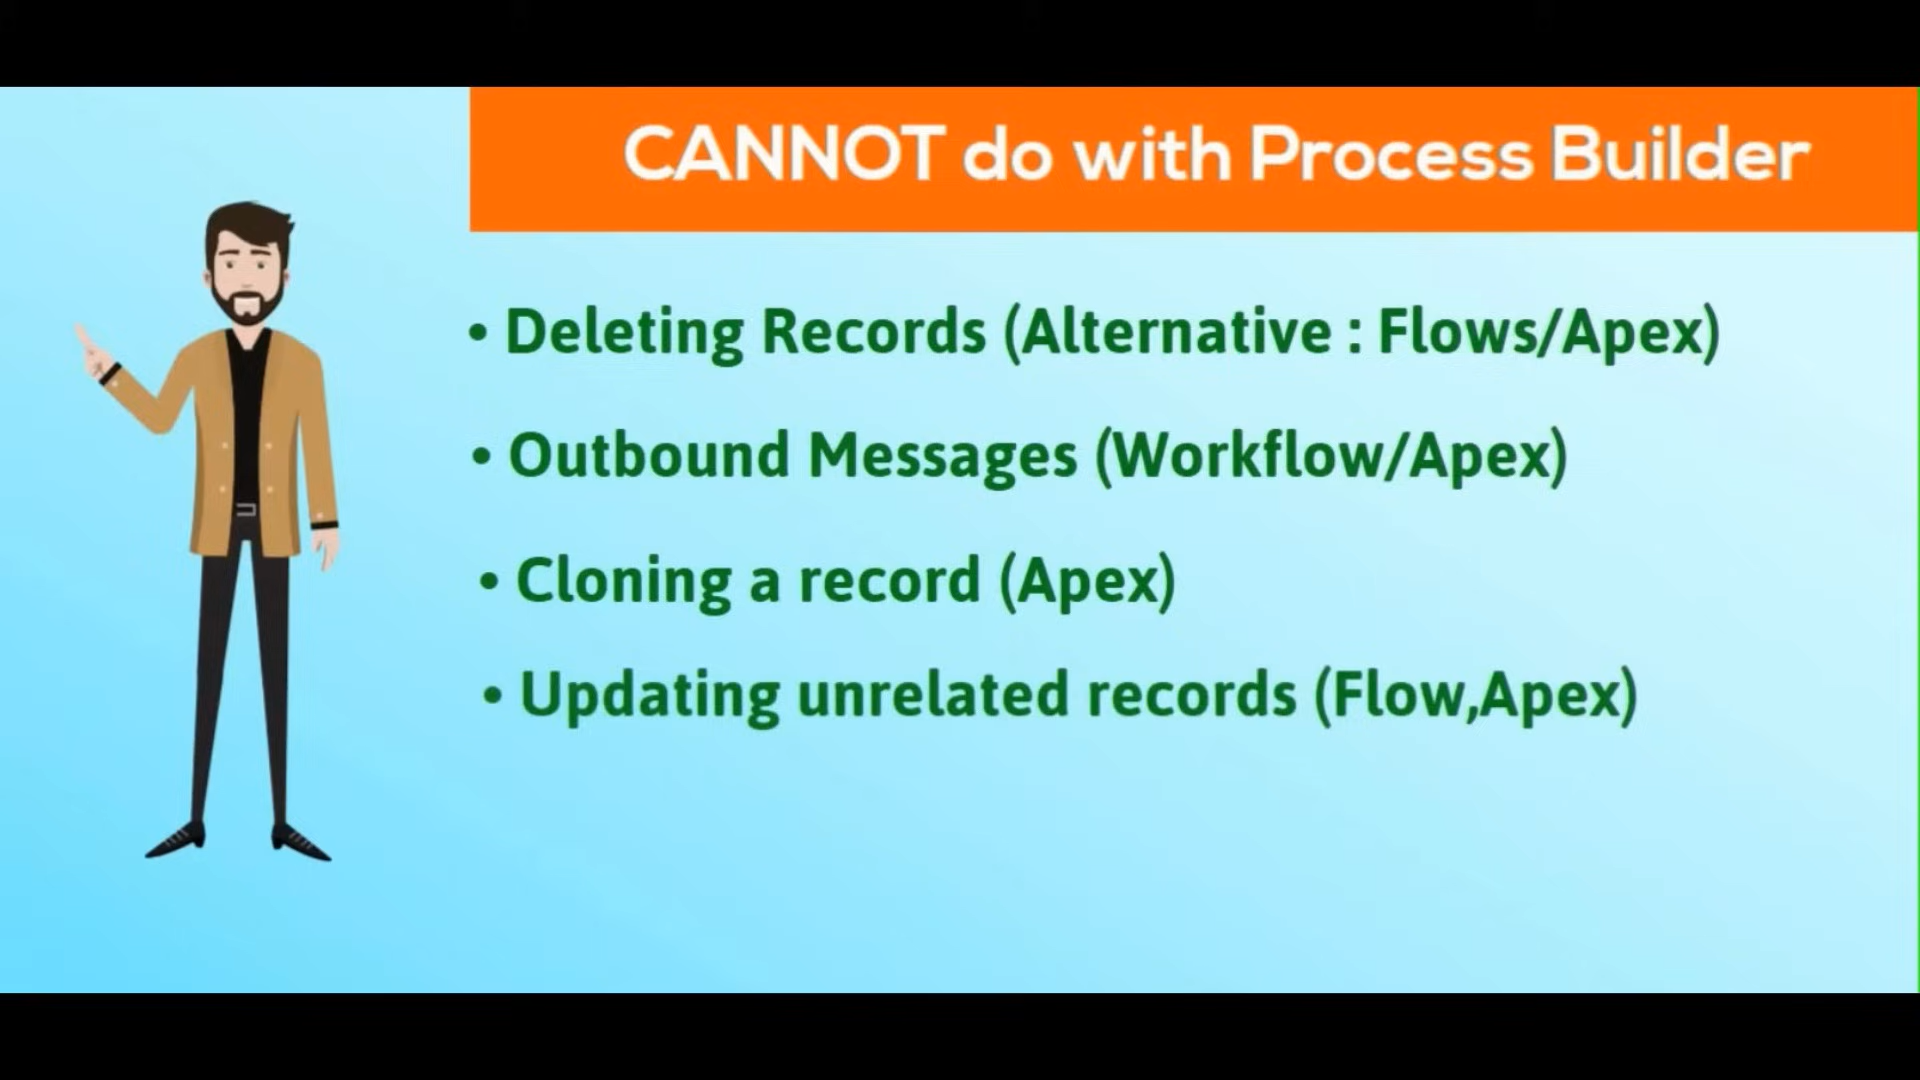 CANNOT do with Process Builder
• Deleting Records (Alternative : Flows/Apex)
• Outbound Messages (Workflow/Apex)
• Cloning a record (Apex)
• Updating unrelated records (Flow,Apex)